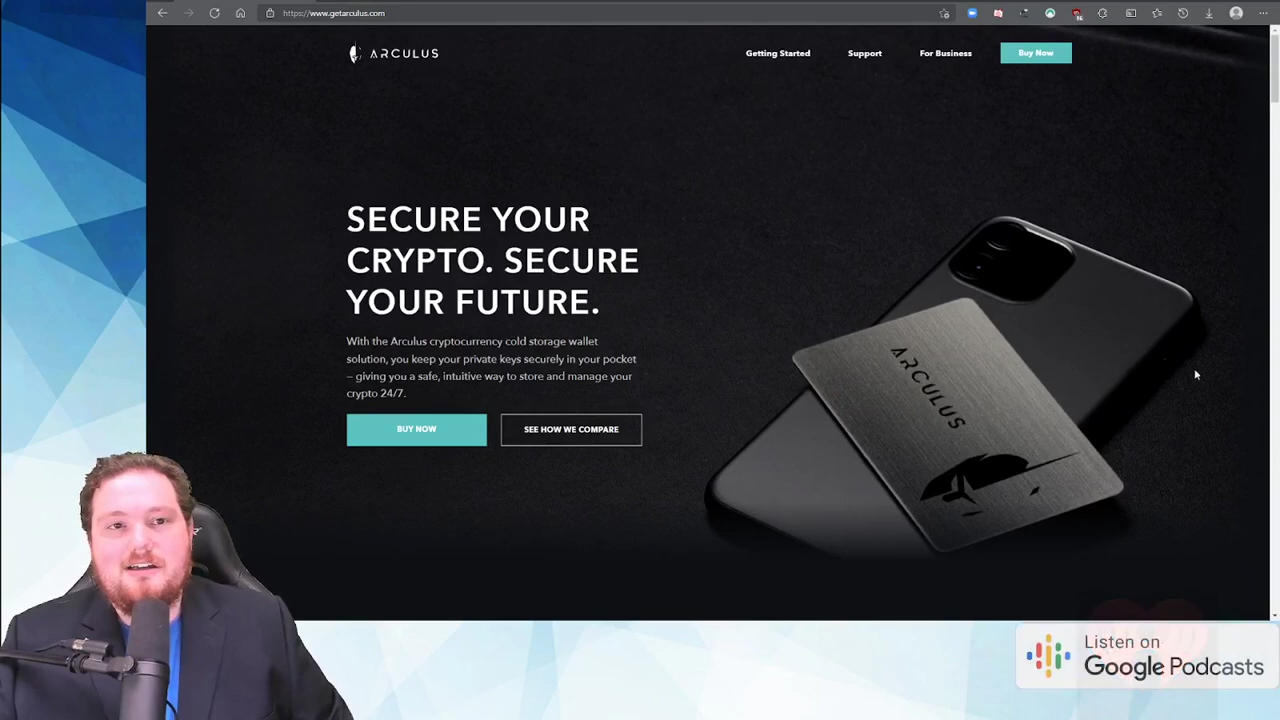 https://www.getarculus.com
ARCULUS
Getting Started
Support
For Business
Buy Now
SECURE YOUR
CRYPTO. SECURE
YOUR FUTURE.
With the Arculus cryptocurrency cold storage wallet
solution, you keep your private keys securely in your pocket
– giving you a safe, intuitive way to store and manage your
crypto 24/7.
BUY NOW
SEE HOW WE COMPARE
ARCULUS
Listen on
Google Podcasts